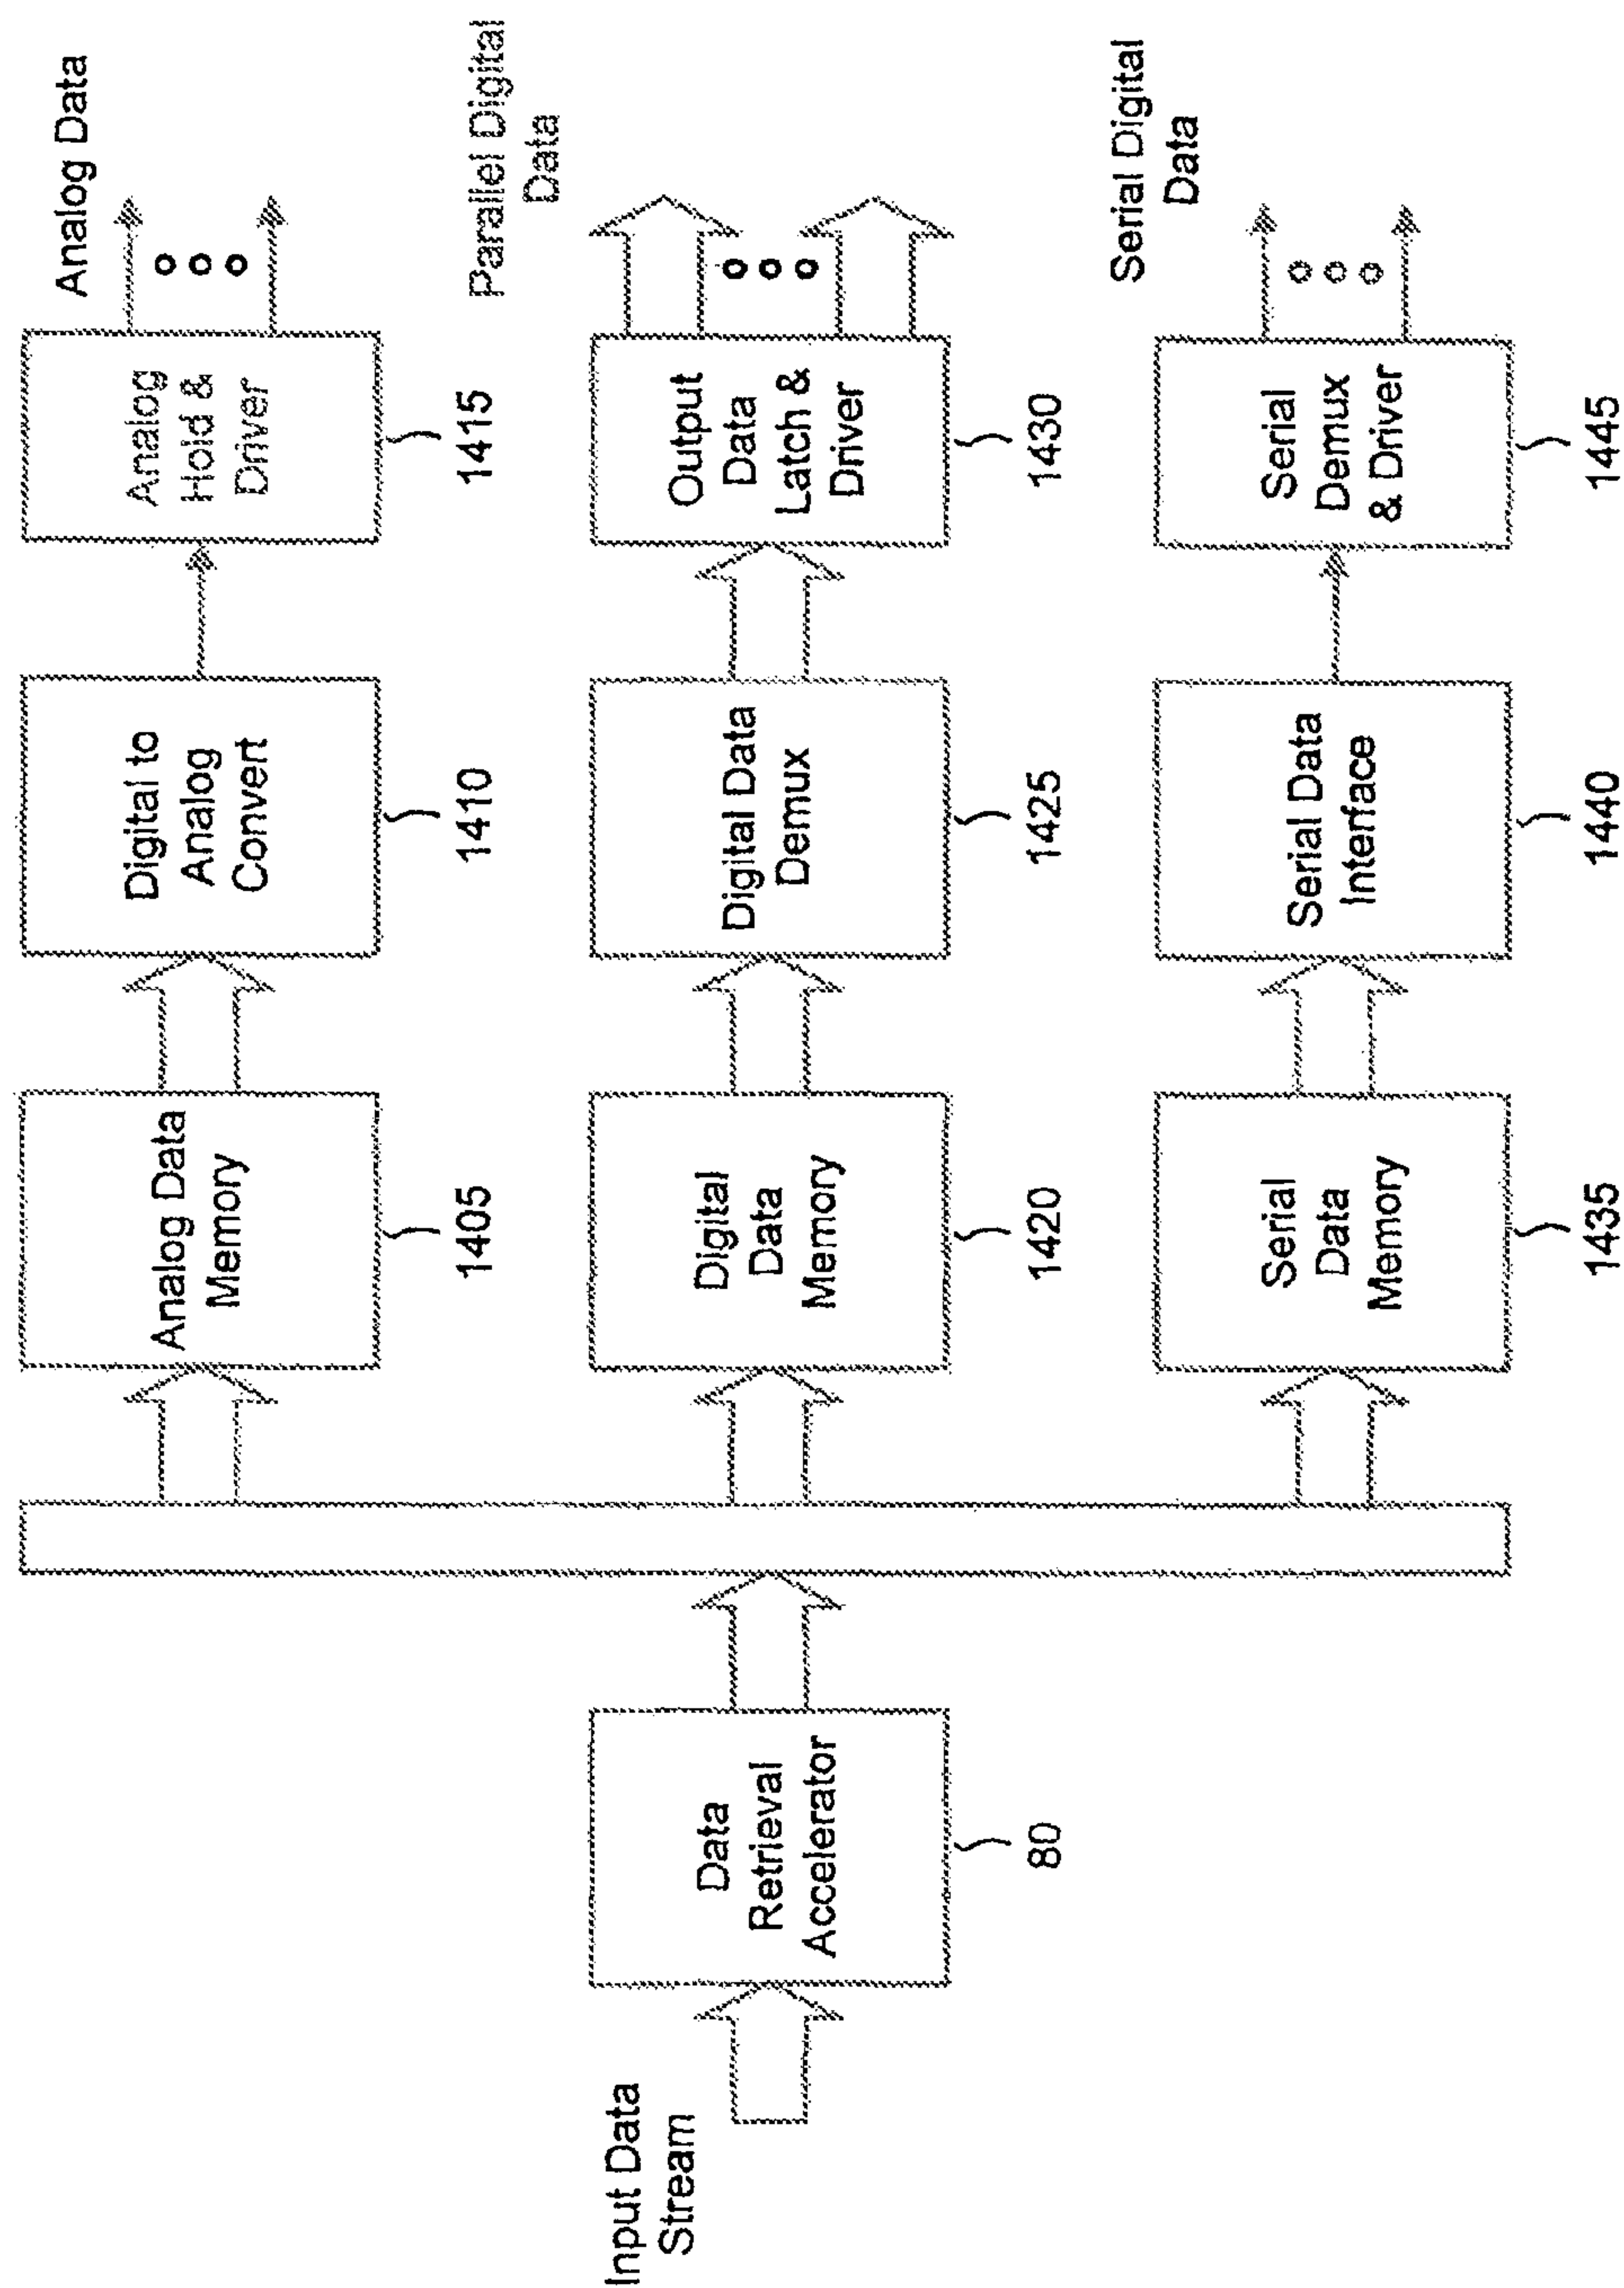 Input Data
Stream
Data
Retrieval
Accelerator
80
Analog Data
Memory
1405
Digital to
Analog
Convert
1410
Analog
Hold &
Driver
1415
Analog Data
Digital
Data
Memory
1420
Digital Data
Demux
1425
Output
Data
Latch &
Driver
1430
Parallel Digital
Data
Serial
Data
Memory
1435
Serial Data
Interface
1440
Serial
Demux
& Driver
1445
Serial Digital
Data